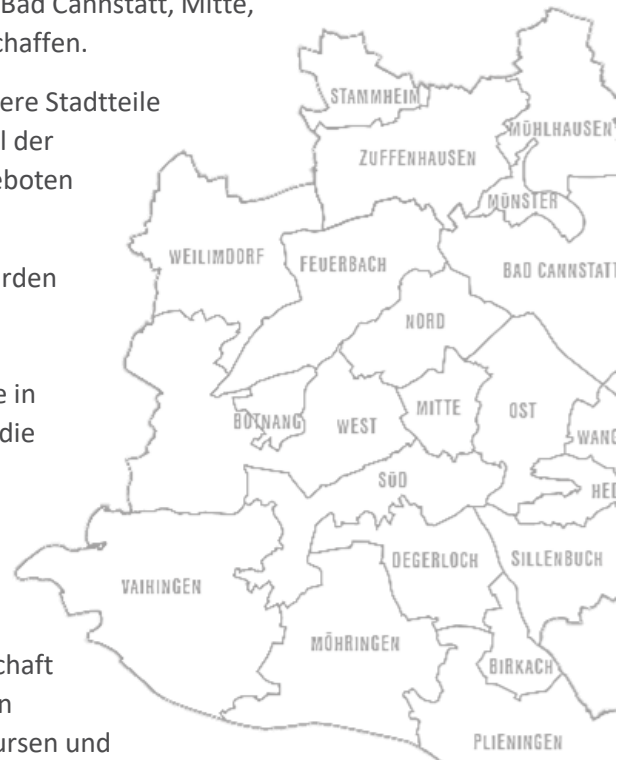 Bad Cannstatt, Mitte,
chaffen.
ere Stadtteile
l der
eboten
rden
e in
die
chaft
n
ursen und
STAMMHEIM
MÜHLHAUSEN
ZUFFENHAUSEN
MÜNSTER
WEILIMDORF
FEUERBACH
BAD CANNSTATT
NORD
BOTNANG
WEST
MITTE
OST
WANG
HED
SÜD
DEGERLOCH
SILLENBUCH
VAIHINGEN
MÖHRINGEN
BIRKACH
PLIENINGEN